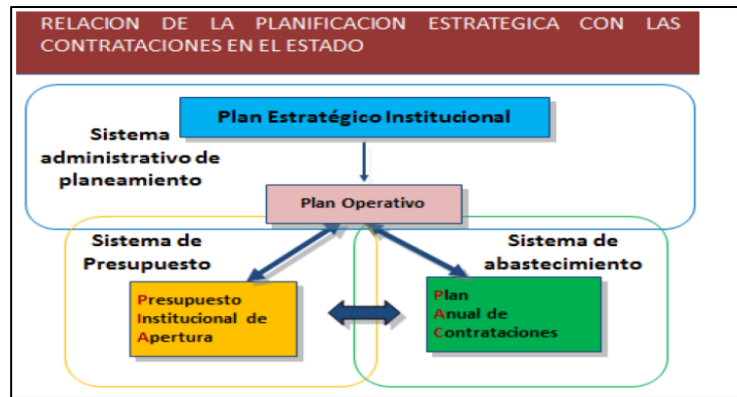 RELACION DE LA PLANIFICACION ESTRATEGICA CON LAS
CONTRATACIONES EN EL ESTADO
Plan Estratégico Institucional
Sistema
administrativo de
planeamiento
Plan Operativo
Sistema de
Presupuesto
Sistema de
abastecimiento
Presupuesto
Institucional de
Apertura
Plan
Anual de
Contrataciones